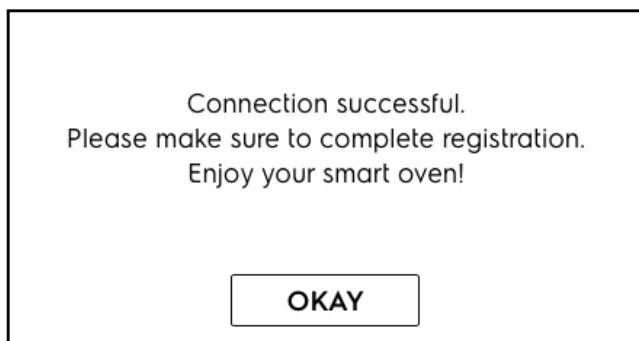 Connection successful.
Please make sure to complete registration.
Enjoy your smart oven!
OKAY